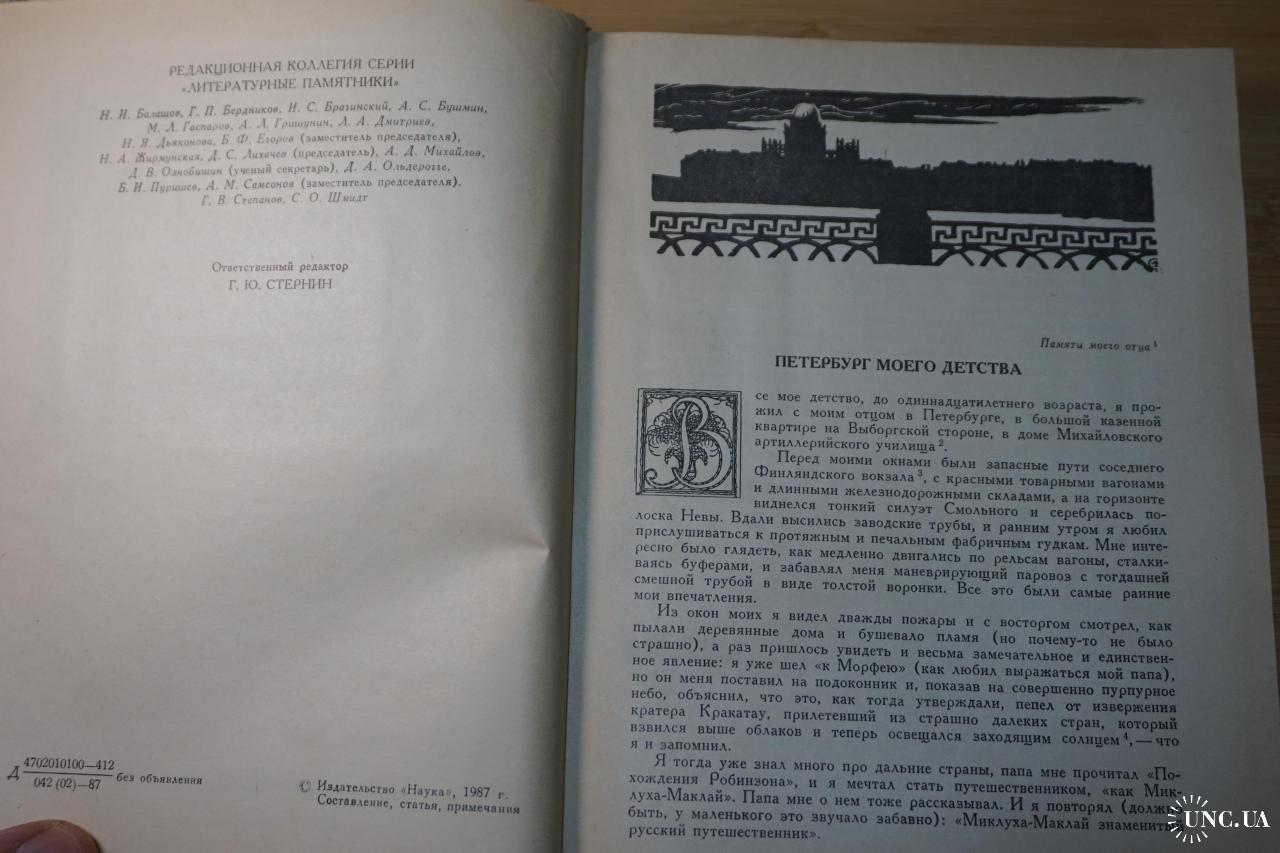 РЕДАКЦИОННАЯ КОЛЛЕГИЯ СЕРИИ
«ЛИТЕРАТУРНЫЕ ПАМЯТНИКИ»
Н. И. Балашов, Г. П. Бердников, И. С. Брагинский, А. С. Бушмин,
М. Л. Гаспаров, А. Л. Гришунин, Л. А. Дмитриев,
Н. Я. Дьяконова, Б. Ф. Егоров (заместитель председателя),
Н. А. Жирмунская, Д. С. Лихачев (председатель), А. Д. Михайлов,
Д. В. Ознобишин (ученый секретарь), Д. А. Ольдерогге,
Б. И. Пуришев, А. М. Самсонов (заместитель председателя).
Г. В. Степанов, С. О. Шмидт
Ответственный редактор
Г. Ю. СТЕРНИН
Д 4702010100—412
042 (02)—87
без объявления
© Издательство «Наука», 1987 г.
Составление, статья, примечания
Памяти моего отца 1
ПЕТЕРБУРГ МОЕГО ДЕТСТВА
Все мое детство, до одиннадцатилетнего возраста, я про-
жил с моим отцом в Петербурге, в большой казенной
квартире на Выборгской стороне, в доме Михайловского
артиллерийского училища 2.
Перед моими окнами были запасные пути соседнего
Финляндского вокзала 3, с красными товарными вагонами
и длинными железнодорожными складами, а на горизонте
виднелся тонкий силуэт Смольного и серебрилась по-
лоска Невы. Вдали высились заводские трубы, и ранним утром я любил
прислушиваться к протяжным и печальным фабричным гудкам. Мне инте-
ресно было глядеть, как медленно двигались по рельсам вагоны, сталки-
ваясь буферами, и забавлял меня маневрирующий паровоз с тогдашней
смешной трубой в виде толстой воронки. Все это были самые ранние
мои впечатления.
Из окон моих я видел дважды пожары и с восторгом смотрел, как
пылали деревянные дома и бушевало пламя (но почему-то не было
страшно), а раз пришлось увидеть и весьма замечательное и единствен-
ное явление: я уже шел «к Морфею» (как любил выражаться мой папа),
но он меня поставил на подоконник и, показав на совершенно пурпурное
небо, объяснил, что это, как тогда утверждали, пепел от извержения
кратера Кракатау, прилетевший из страшно далеких стран, который
взвился выше облаков и теперь освещался заходящим солнцем 4, — что
я и запомнил.
Я тогда уже знал много про дальние страны, папа мне прочитал «По-
хождения Робинзона», и я мечтал стать путешественником, «как Мик-
луха-Маклай». Папа мне о нем тоже рассказывал. И я повторял (должно
быть, у маленького это звучало забавно): «Миклуха-Маклай знаменитый
русский путешественник».
UNC.UA